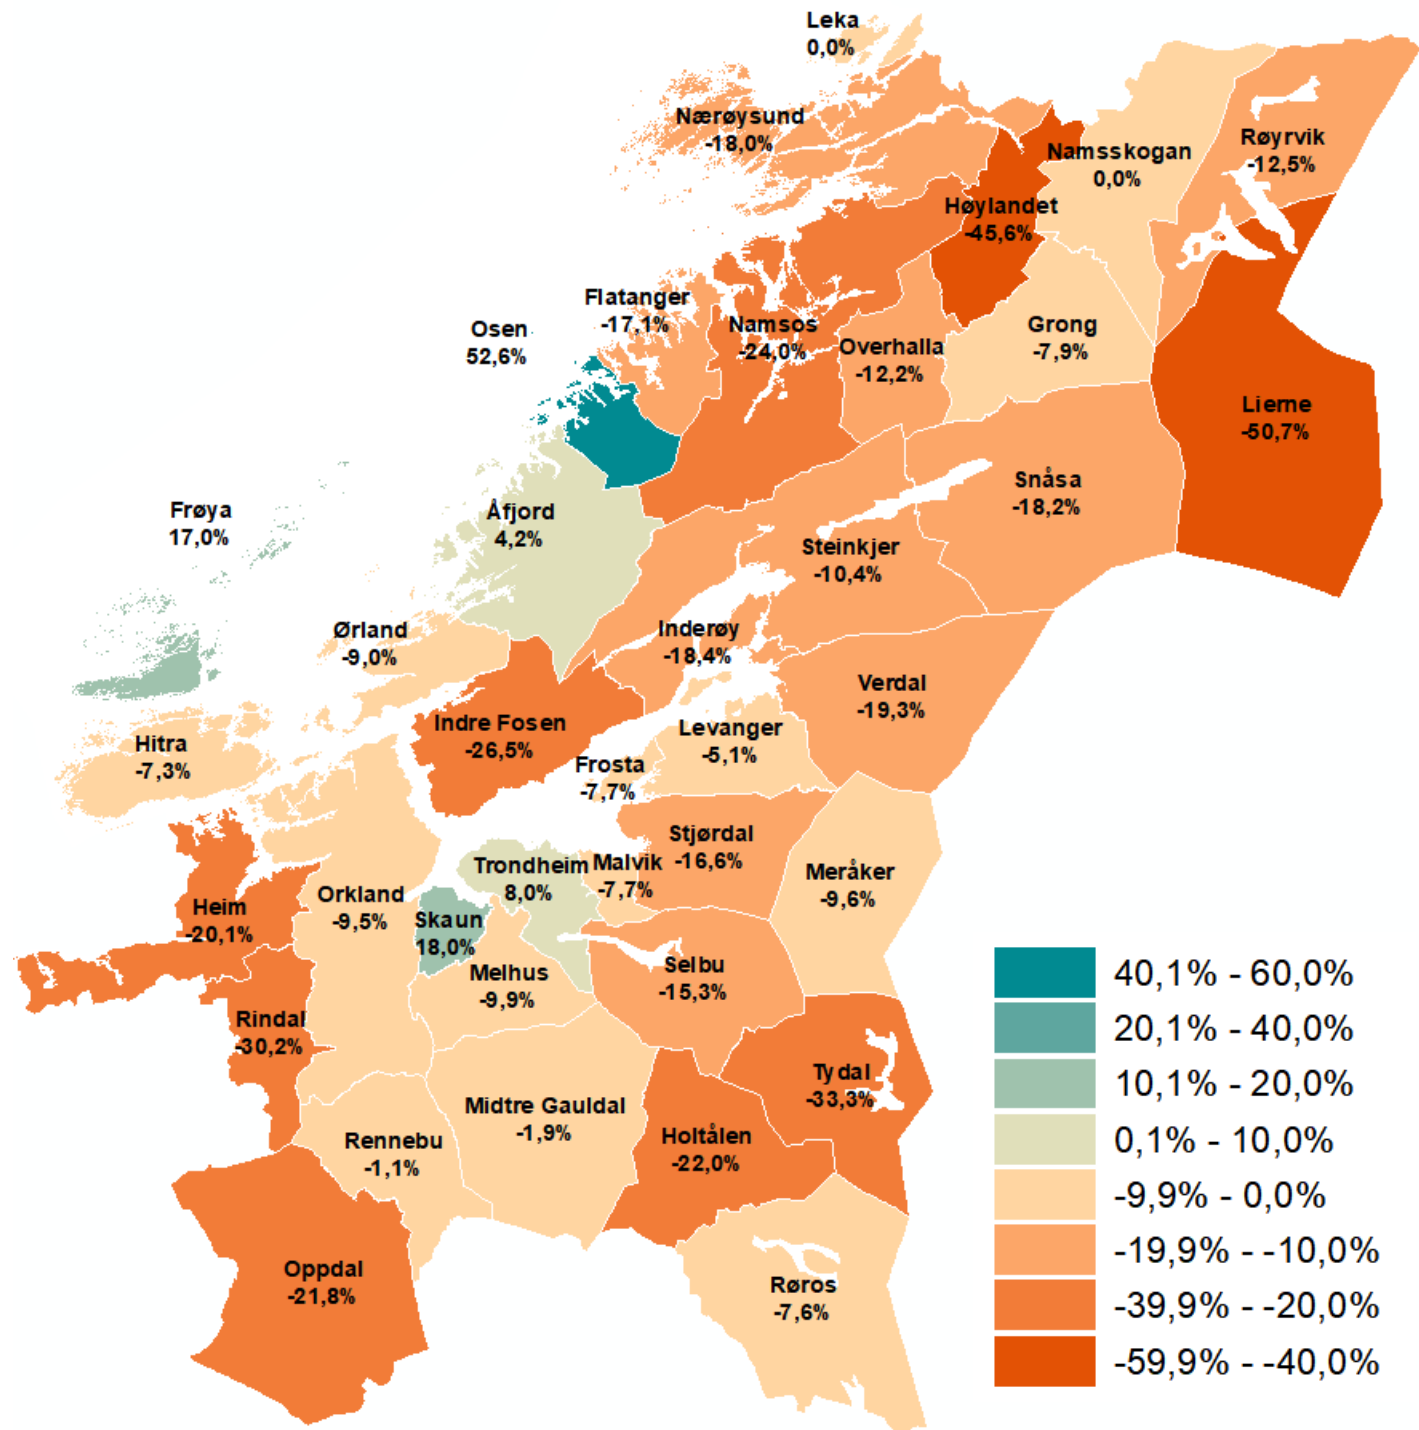 Leka
0,0%
Nærøysund
-18,0%
Namsskogan
0,0%
Røyrvik
-12,5%
Høylandet
-45,6%
Flatanger
-17,1%
Osen
52,6%
Namsos
-24,0%
Overhalla
-12,2%
Grong
-7,9%
Lierne
-50,7%
Snåsa
-18,2%
Frøya
17,0%
Åfjord
4,2%
Steinkjer
-10,4%
Ørland
-9,0%
Inderøy
-18,4%
Verdal
-19,3%
Indre Fosen
-26,5%
Levanger
-5,1%
Hitra
-7,3%
Frosta
-7,7%
Stjørdal
-16,6%
Trondheim
8,0%
Malvik
-7,7%
Meråker
-9,6%
Orkland
-9,5%
Heim
-20,1%
Skaun
18,0%
Melhus
-9,9%
Selbu
-15,3%
Rindal
-30,2%
Tydal
-33,3%
Midtre Gauldal
-1,9%
Holtålen
-22,0%
Rennebu
-1,1%
Oppdal
-21,8%
Røros
-7,6%
40,1% - 60,0%
20,1% - 40,0%
10,1% - 20,0%
0,1% - 10,0%
-9,9% - 0,0%
-19,9% - -10,0%
-39,9% - -20,0%
-59,9% - -40,0%